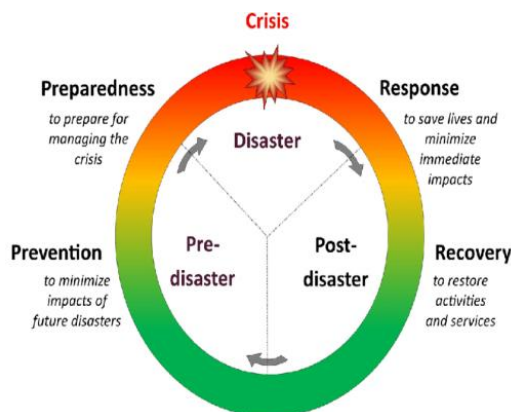 Crisis
Preparedness
to prepare for
managing the
crisis
Response
to save lives and
minimize
immediate
impacts
Disaster
Prevention
to minimize
impacts of
future disasters
Pre-
disaster
Post-
disaster
Recovery
to restore
activities
and services